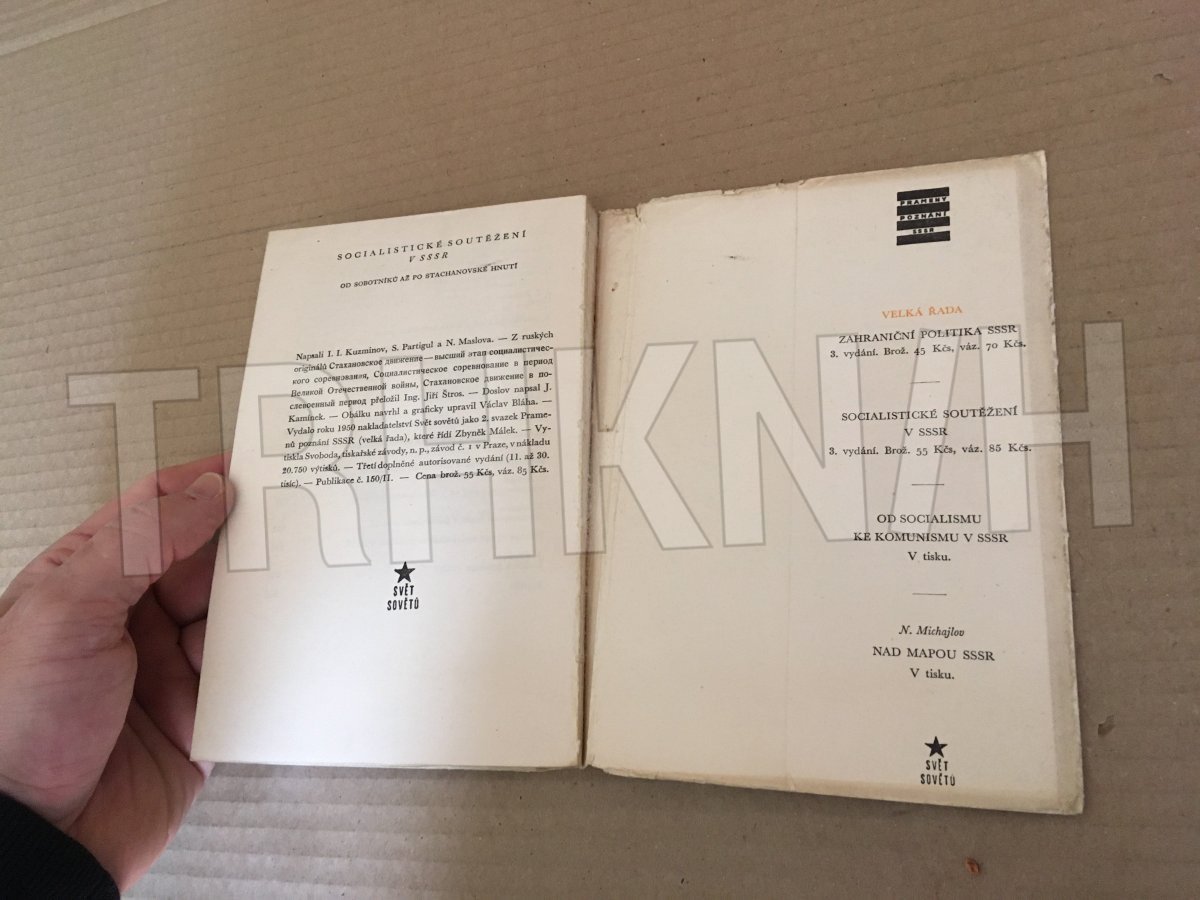 SOCIALISTICKÉ SOUTĚŽENÍ
V SSSR
OD SOBOTNÍKŮ AŽ PO STACHANOVSKÉ HNUTÍ
Napsali I. I. Kuzminov, S. Partigul a N. Maslova. — Z ruských
originálů Стахановское движение — высший этап социалистичес-
кого соревнования, Социалистическое соревнование в период
Великой Отечественной войны, Стахановское движение в по-
слевоенный период přeložil Ing. Jiří Štros. — Doslov napsal J.
Kamínek. — Obálku navrhl a graficky upravil Václav Bláha. —
Vydalo roku 1950 nakladatelství Svět sovětů jako 2. svazek Prame-
nů poznání SSSR (velká řada), které řídí Zbyněk Málek. — Vy-
tiskla Svoboda, tiskařské závody, n. p., závod č. 1 v Praze, v nákladu
20.750 výtisků. — Třetí doplněné autorisované vydání (11. až 30.
tisíc). — Publikace č. 150/II. — Cena brož. 55 Kčs, váz. 85 Kčs.
SVĚT
SOVĚTŮ
PRAMENY
POZNÁNÍ
SSSR
VELKÁ ŘADA
ZAHRANIČNÍ POLITIKA SSSR
3. vydání. Brož. 45 Kčs, váz. 70 Kčs.
SOCIALISTICKÉ SOUTĚŽENÍ
V SSSR
3. vydání. Brož. 55 Kčs, váz. 85 Kčs.
OD SOCIALISMU
KE KOMUNISMU V SSSR
V tisku.
N. Michajlov
NAD MAPOU SSSR
V tisku.
SVĚT
SOVĚTŮ
TRHKNIH